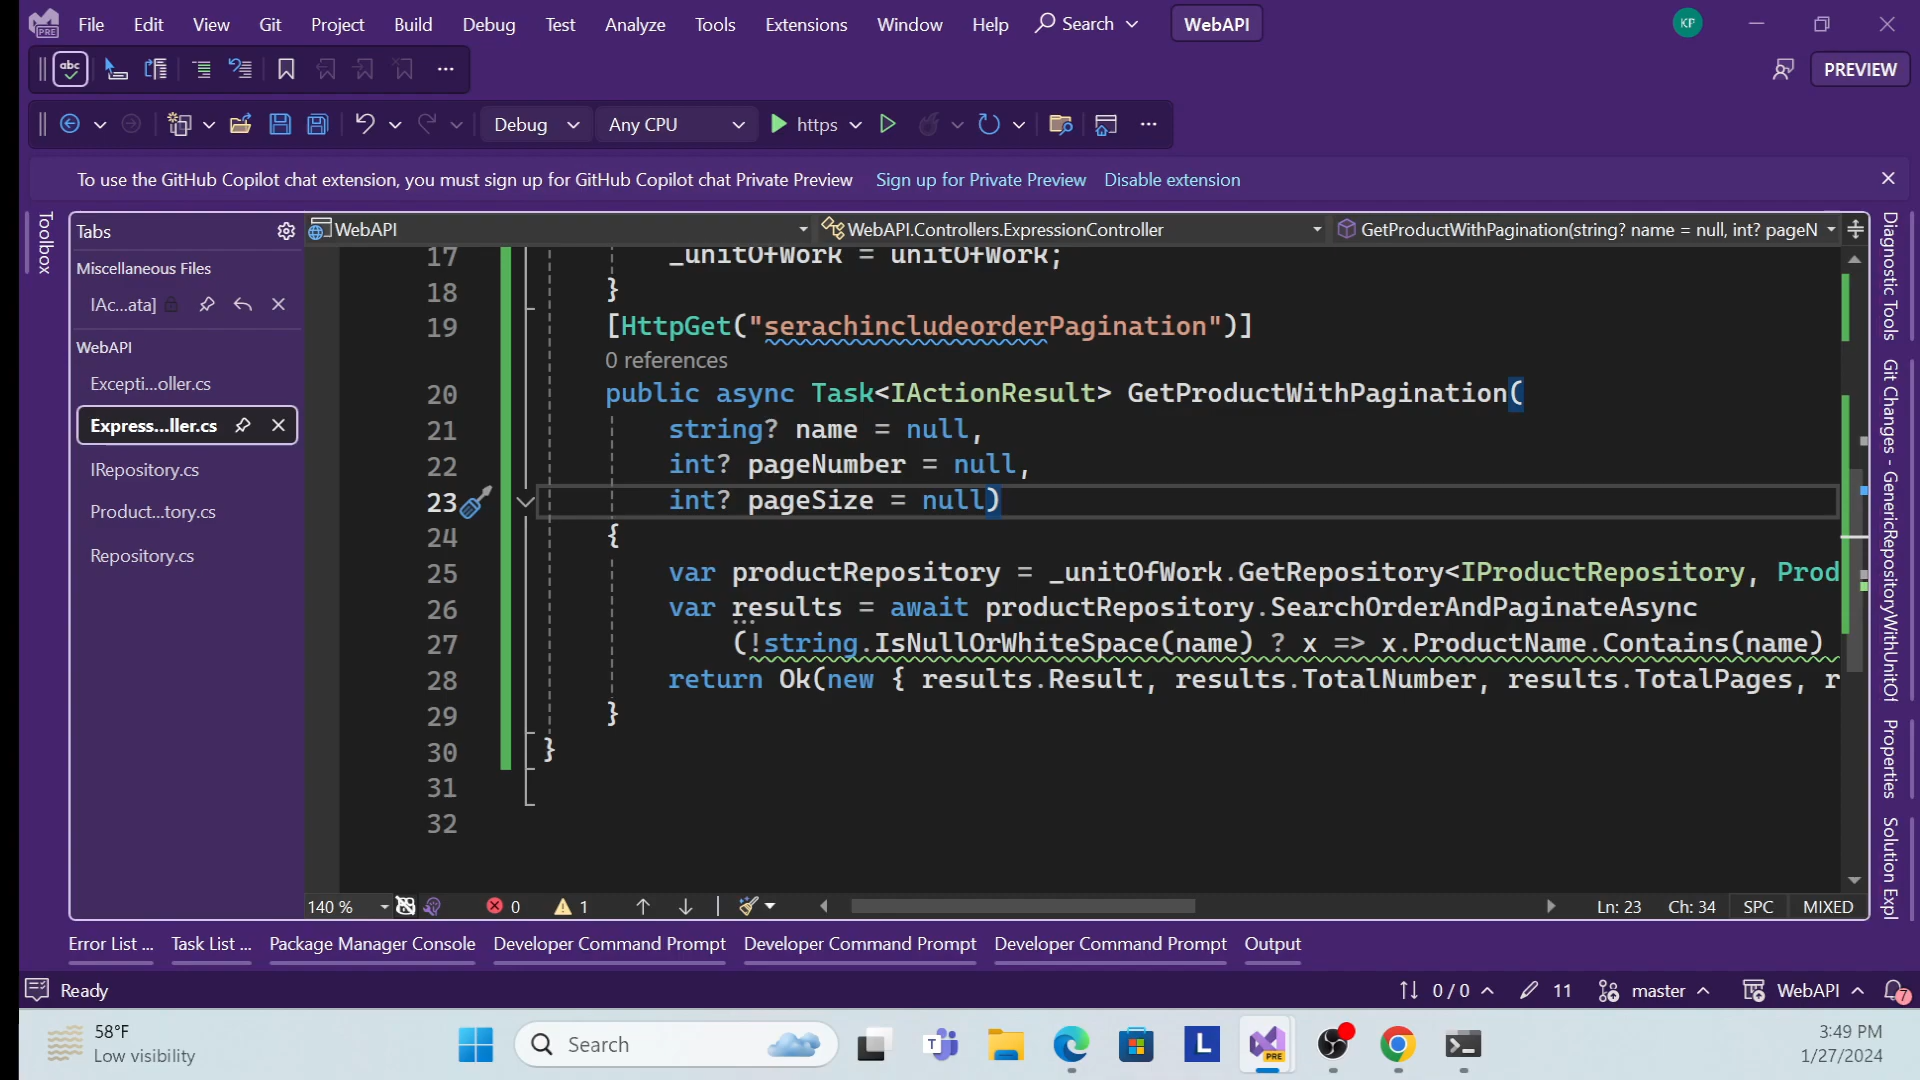 File Edit View Git Project Build Debug Test Analyze Tools Extensions Window Help Search WebAPI KP
abc PREVIEW
Debug Any CPU https
To use the GitHub Copilot chat extension, you must sign up for GitHub Copilot chat Private Preview Sign up for Private Preview Disable extension
Toolbox
Tabs
Miscellaneous Files
IAc...ata]
WebAPI
Excepti...oller.cs
Express...ller.cs
IRepository.cs
Product...tory.cs
Repository.cs
WebAPI WebAPI.Controllers.ExpressionController GetProductWithPagination(string? name = null, int? pageN
17 _unitOfWork = unitOfWork;
18 }
19 [HttpGet("serachincludeorderPagination")]
0 references
20 public async Task<IActionResult> GetProductWithPagination(
21 string? name = null,
22 int? pageNumber = null,
23 int? pageSize = null)
24 {
25 var productRepository = _unitOfWork.GetRepository<IProductRepository, Prod
26 var results = await productRepository.SearchOrderAndPaginateAsync
27 (!string.IsNullOrWhiteSpace(name) ? x => x.ProductName.Contains(name)
28 return Ok(new { results.Result, results.TotalNumber, results.TotalPages, r
29 }
30 }
31
32
140 % 0 1 Ln: 23 Ch: 34 SPC MIXED
Diagnostic Tools
Git Changes - GenericRepositoryWithUnitOf
Properties
Solution Expl
Error List ... Task List ... Package Manager Console Developer Command Prompt Developer Command Prompt Developer Command Prompt Output
Ready 0 / 0 11 master WebAPI 7
58°F
Low visibility
Search
T
L
PRE
3:49 PM
1/27/2024